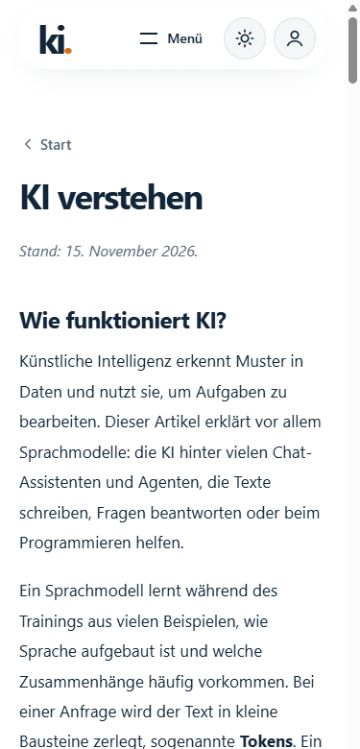 ki.
Menü
Start
KI verstehen
Stand: 15. November 2026.
Wie funktioniert KI?
Künstliche Intelligenz erkennt Muster in
Daten und nutzt sie, um Aufgaben zu
bearbeiten. Dieser Artikel erklärt vor allem
Sprachmodelle: die KI hinter vielen Chat-
Assistenten und Agenten, die Texte
schreiben, Fragen beantworten oder beim
Programmieren helfen.
Ein Sprachmodell lernt während des
Trainings aus vielen Beispielen, wie
Sprache aufgebaut ist und welche
Zusammenhänge häufig vorkommen. Bei
einer Anfrage wird der Text in kleine
Bausteine zerlegt, sogenannte Tokens. Ein